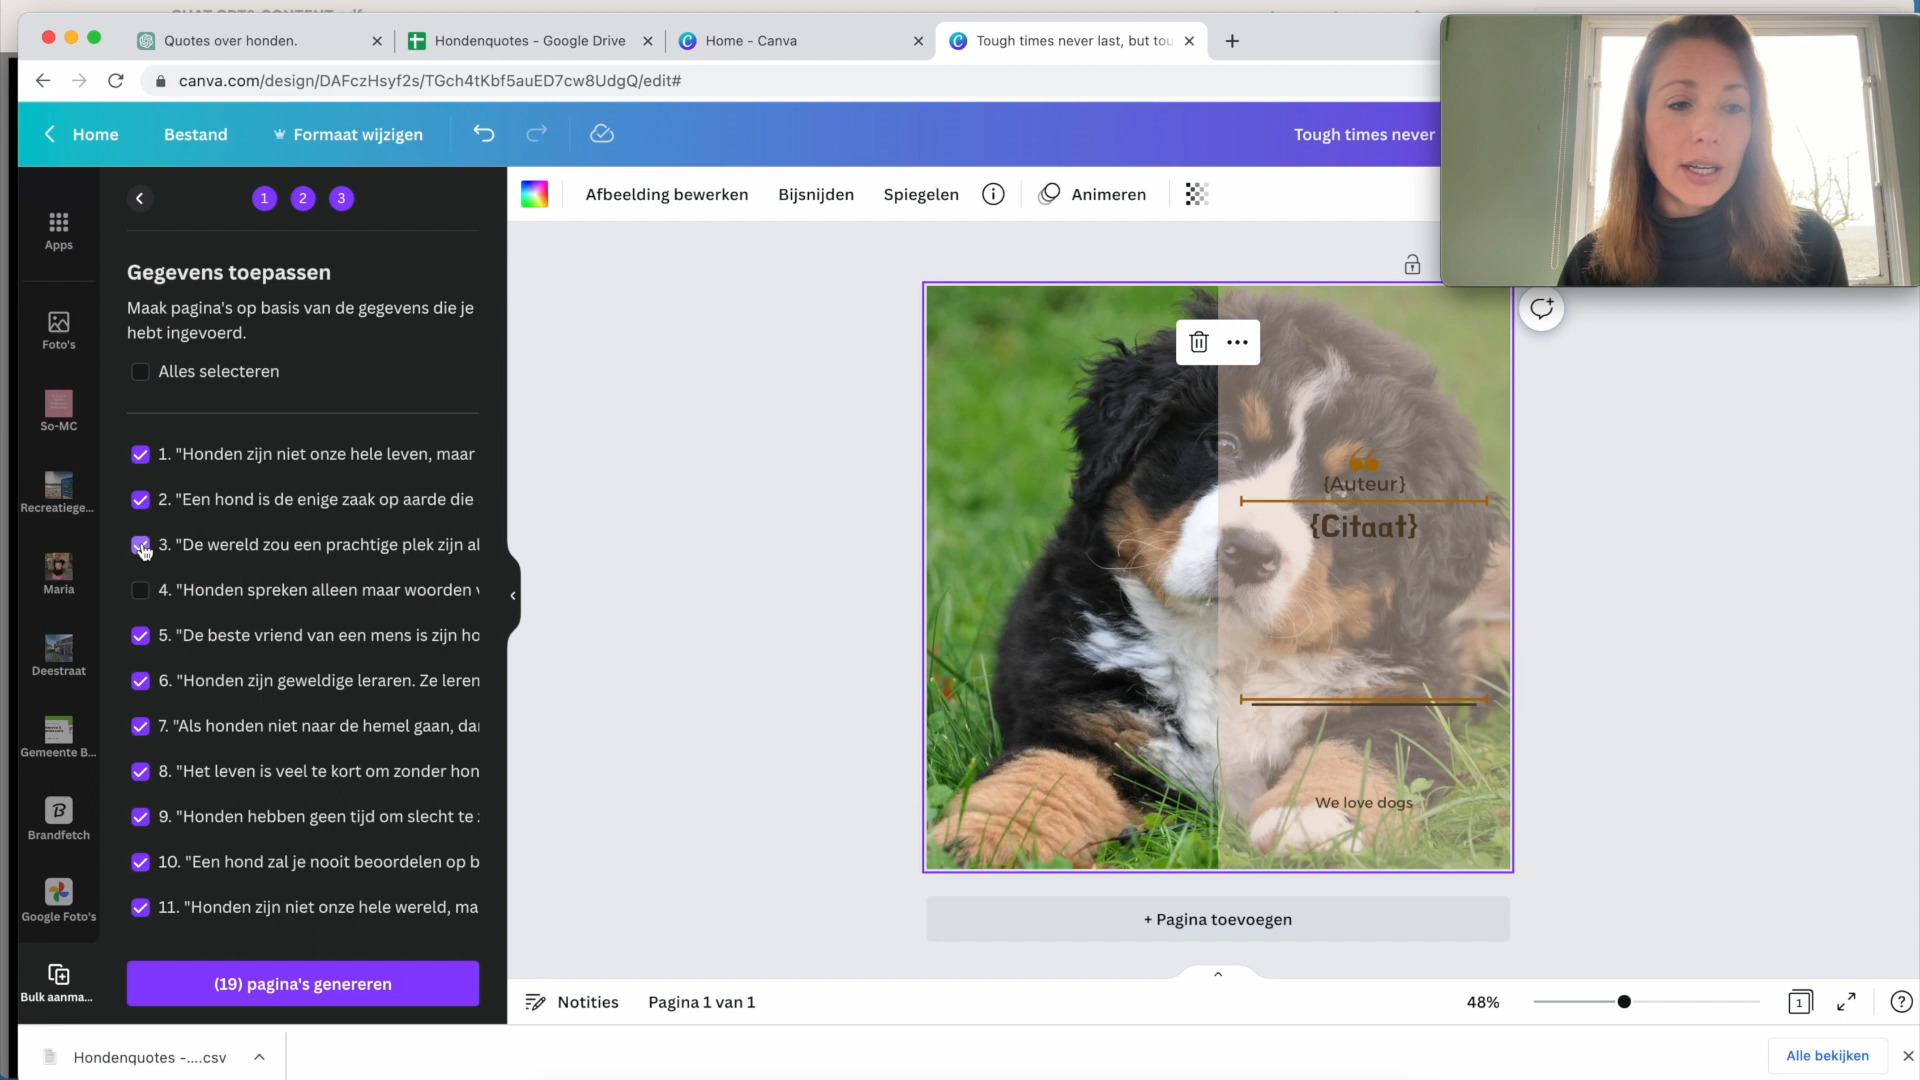 Quotes over honden.
Hondenquotes - Google Drive
Home - Canva
Tough times never last, but tou
canva.com/design/DAFczHsyf2s/TGch4tKbf5auED7cw8UdgQ/edit#
Home
Bestand
Formaat wijzigen
Tough times never
1 2 3
Afbeelding bewerken
Bijsnijden
Spiegelen
Animeren
Apps
Foto's
So-MC
Recreatiege...
Maria
Deestraat
Gemeente B...
Brandfetch
Google Foto's
Bulk aanma...
Gegevens toepassen
Maak pagina's op basis van de gegevens die je
hebt ingevoerd.
Alles selecteren
1. "Honden zijn niet onze hele leven, maar
2. "Een hond is de enige zaak op aarde die
3. "De wereld zou een prachtige plek zijn al
4. "Honden spreken alleen maar woorden v
5. "De beste vriend van een mens is zijn ho
6. "Honden zijn geweldige leraren. Ze leren
7. "Als honden niet naar de hemel gaan, dan
8. "Het leven is veel te kort om zonder hon
9. "Honden hebben geen tijd om slecht te
10. "Een hond zal je nooit beoordelen op b
11. "Honden zijn niet onze hele wereld, ma
(19) pagina's genereren
{Auteur}
{Citaat}
We love dogs
+ Pagina toevoegen
Notities
Pagina 1 van 1
48%
1
?
Hondenquotes -....csv
Alle bekijken